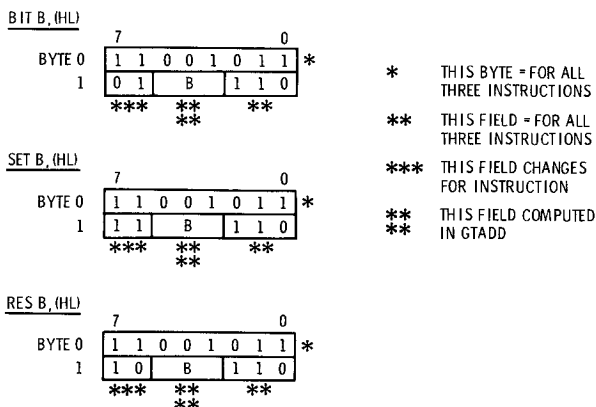 BIT B, (HL)
7 0
BYTE 0 1 1 0 0 1 0 1 1 *
1 0 1 B 1 1 0
*** ** **
**
SET B, (HL)
7 0
BYTE 0 1 1 0 0 1 0 1 1 *
1 1 1 B 1 1 0
*** ** **
**
RES B, (HL)
7 0
BYTE 0 1 1 0 0 1 0 1 1 *
1 1 0 B 1 1 0
*** ** **
**
* THIS BYTE = FOR ALL
THREE INSTRUCTIONS
** THIS FIELD = FOR ALL
THREE INSTRUCTIONS
*** THIS FIELD CHANGES
FOR INSTRUCTION
** THIS FIELD COMPUTED
** IN GTADD